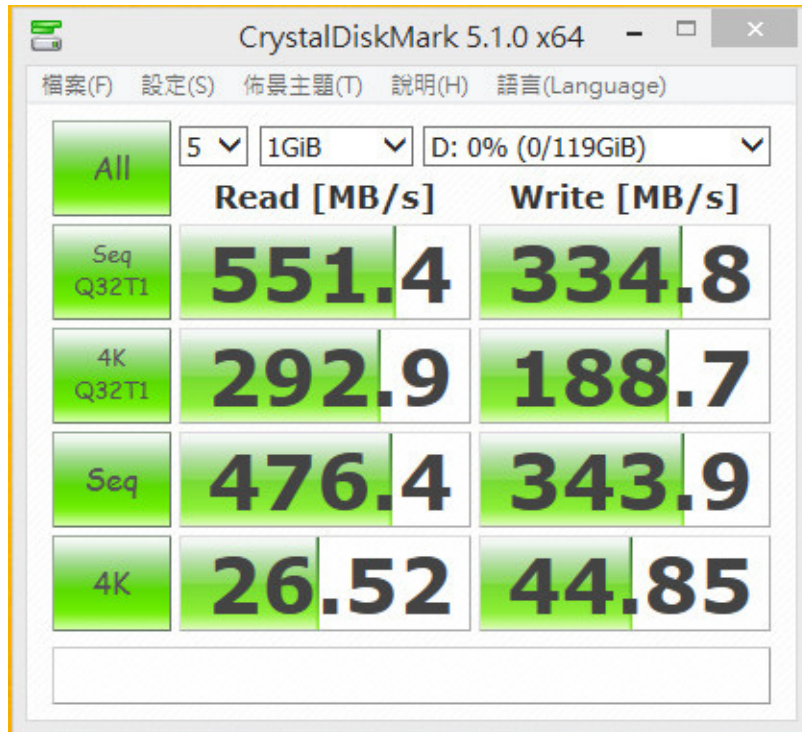 CrystalDiskMark 5.1.0 x64
檔案(F) 設定(S) 佈景主題(T) 說明(H) 語言(Language)
All 5 1GiB D: 0% (0/119GiB)
Read [MB/s] Write [MB/s]
Seq Q32T1 551.4 334.8
4K Q32T1 292.9 188.7
Seq 476.4 343.9
4K 26.52 44.85